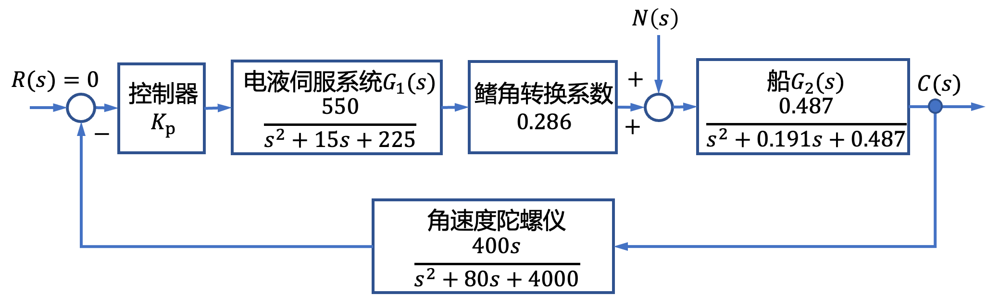 N(s)
R(s) = 0
−
控制器
K_p
电液伺服系统G₁(s)
550
s² + 15s + 225
鳍角转换系数
0.286
+
+
船G₂(s)
0.487
s² + 0.191s + 0.487
C(s)
角速度陀螺仪
400s
s² + 80s + 4000